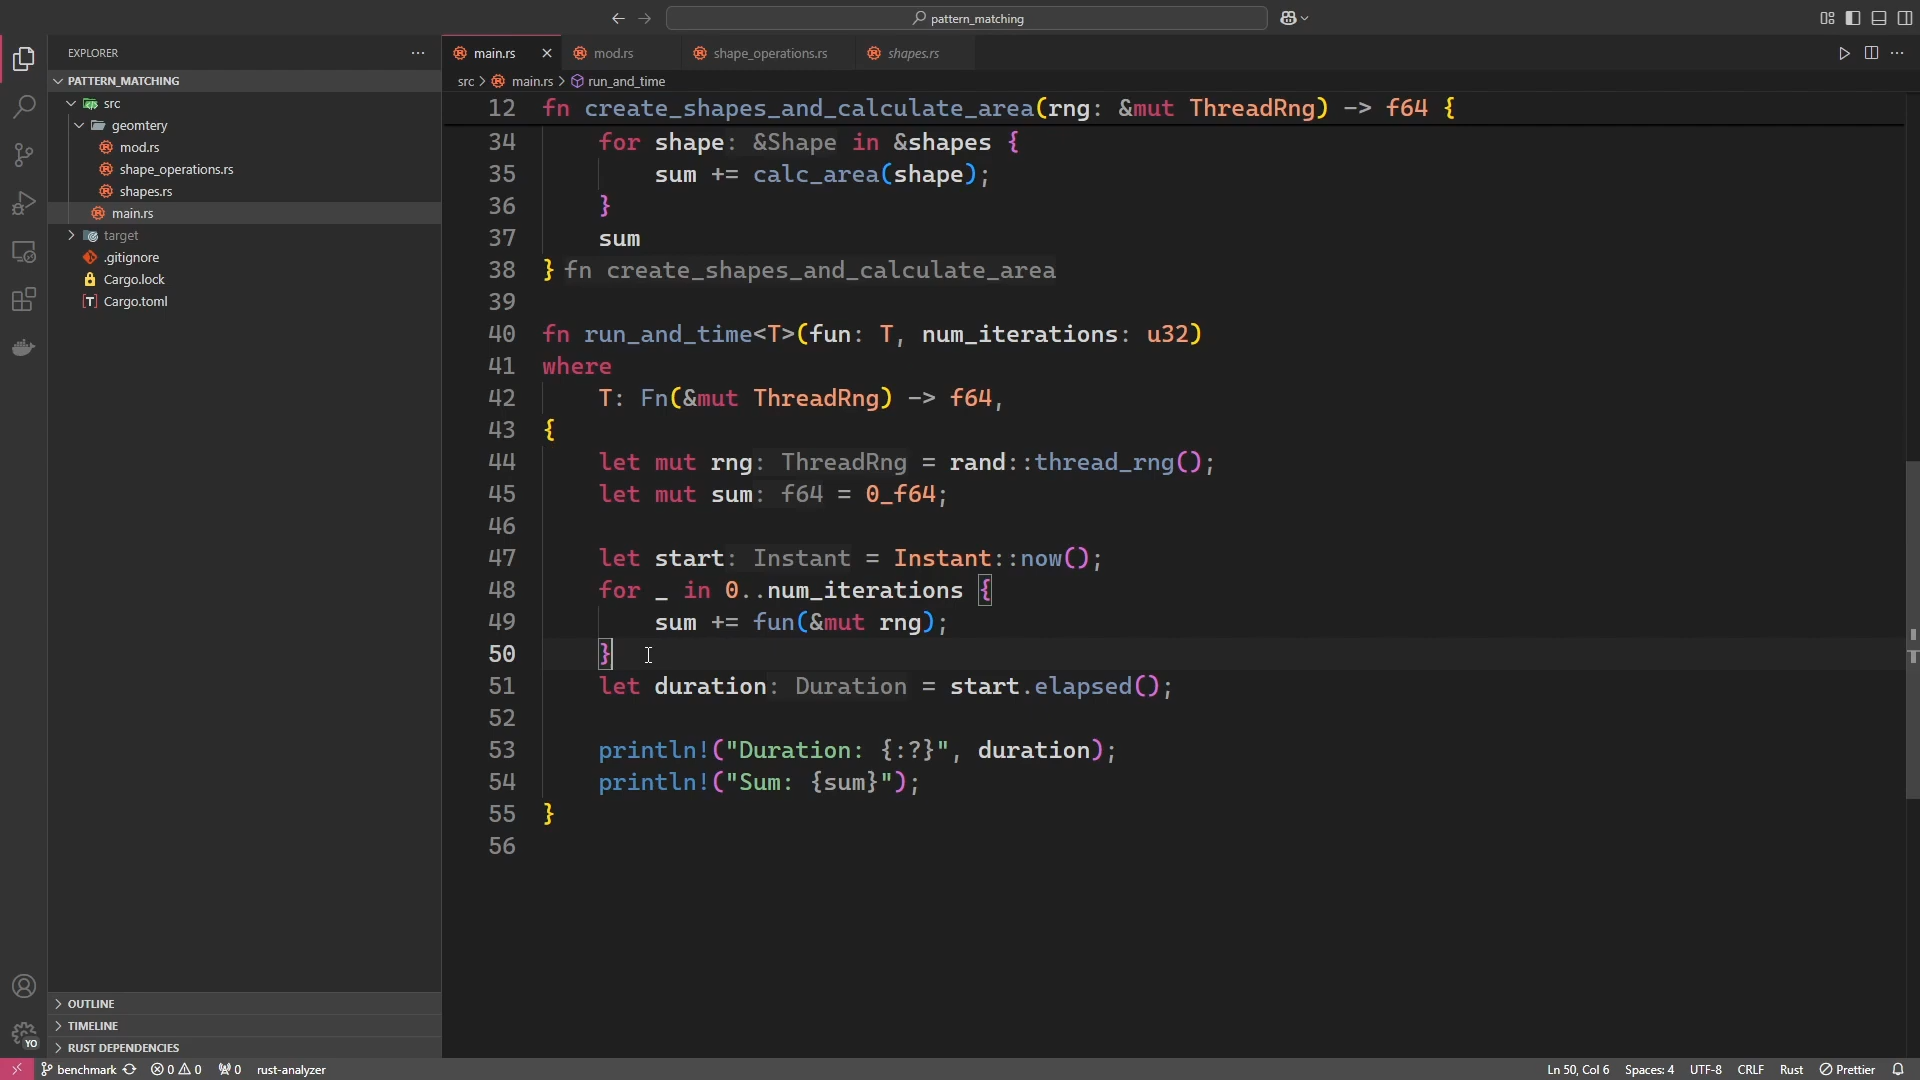 pattern_matching
EXPLORER
PATTERN_MATCHING
src
geomtery
mod.rs
shape_operations.rs
shapes.rs
main.rs
target
.gitignore
Cargo.lock
Cargo.toml
OUTLINE
TIMELINE
RUST DEPENDENCIES
main.rs mod.rs shape_operations.rs shapes.rs
src > main.rs > run_and_time
12 fn create_shapes_and_calculate_area(rng: &mut ThreadRng) -> f64 {
34 for shape: &Shape in &shapes {
35 sum += calc_area(shape);
36 }
37 sum
38 } fn create_shapes_and_calculate_area
39
40 fn run_and_time<T>(fun: T, num_iterations: u32)
41 where
42 T: Fn(&mut ThreadRng) -> f64,
43 {
44 let mut rng: ThreadRng = rand::thread_rng();
45 let mut sum: f64 = 0_f64;
46
47 let start: Instant = Instant::now();
48 for _ in 0..num_iterations {
49 sum += fun(&mut rng);
50 }
51 let duration: Duration = start.elapsed();
52
53 println!("Duration: {:?}", duration);
54 println!("Sum: {sum}");
55 }
56
YO
benchmark 0 0 0 rust-analyzer Ln 50, Col 6 Spaces: 4 UTF-8 CRLF Rust Prettier